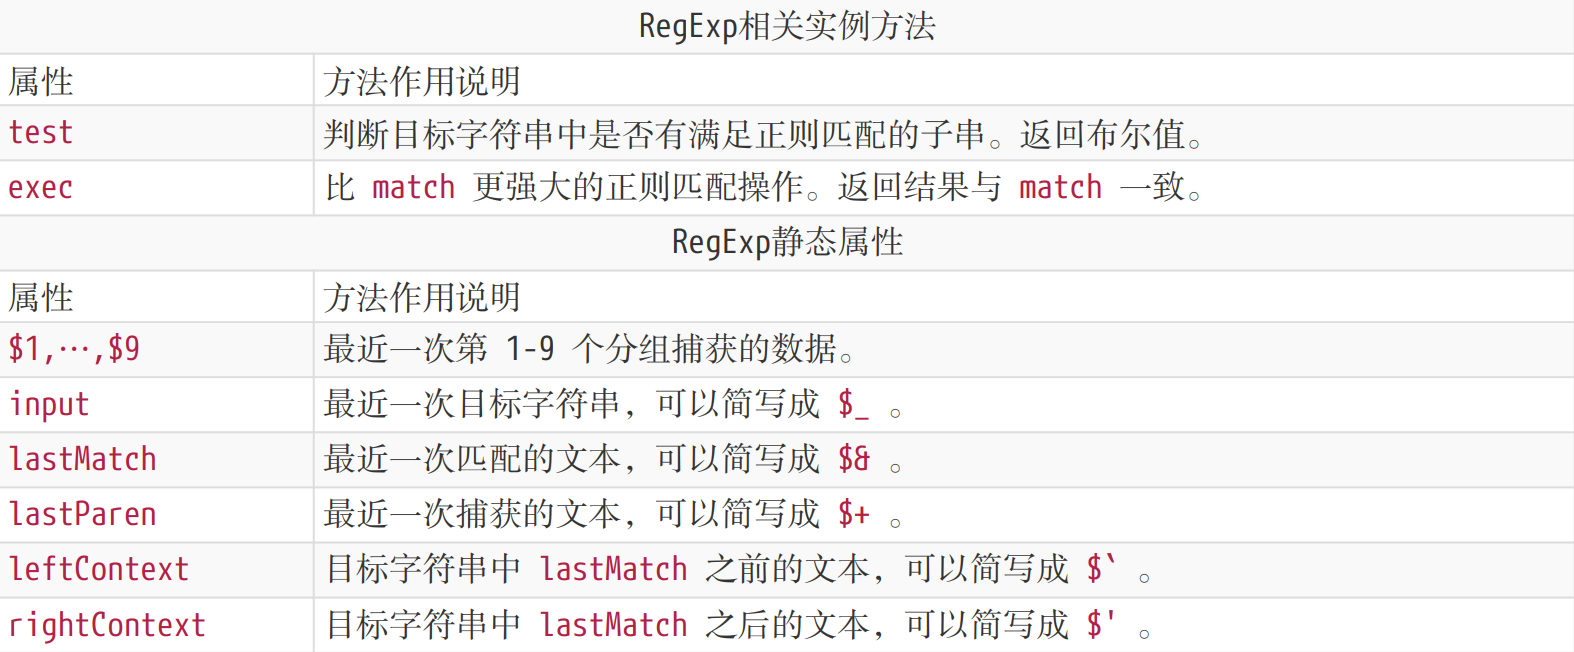 RegExp相关实例方法
属性 方法作用说明
test 判断目标字符串中是否有满足正则匹配的子串。返回布尔值。
exec 比 match 更强大的正则匹配操作。返回结果与 match 一致。
RegExp静态属性
属性 方法作用说明
$1,…,$9 最近一次第 1-9 个分组捕获的数据。
input 最近一次目标字符串，可以简写成 $_ 。
lastMatch 最近一次匹配的文本，可以简写成 $& 。
lastParen 最近一次捕获的文本，可以简写成 $+ 。
leftContext 目标字符串中 lastMatch 之前的文本，可以简写成 $` 。
rightContext 目标字符串中 lastMatch 之后的文本，可以简写成 $' 。